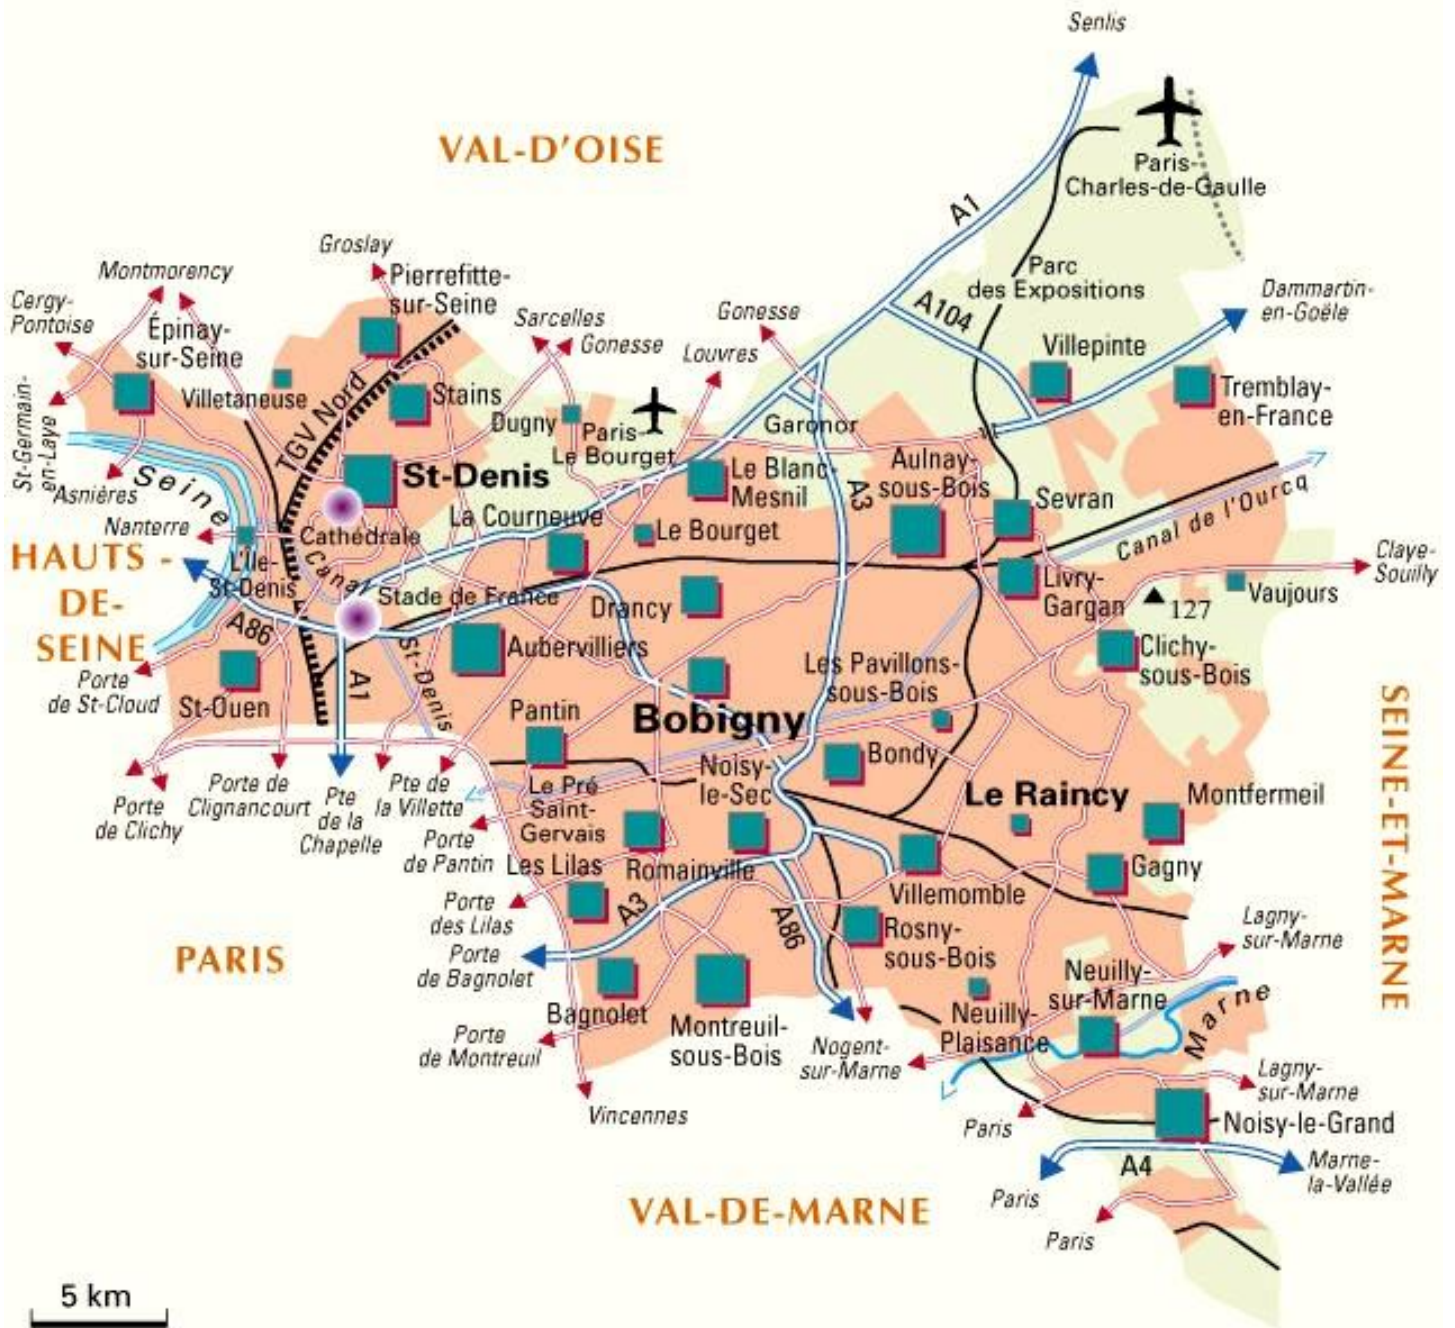 Senlis
VAL-D'OISE
Paris-
Charles-de-Gaulle
A1
Groslay
Montmorency
Pierrefitte-
sur-Seine
Parc
des Expositions
Cergy-
Pontoise
Épinay-
sur-Seine
Sarcelles
Gonesse
Gonesse
A104
Dammartin-
en-Goële
Louvres
Villepinte
Villetaneuse
TGV Nord
Stains
Dugny
Paris-
Le Bourget
Garonor
Tremblay-
en-France
St-Germain-
en-Laye
Asnières
Seine
St-Denis
Le Blanc-
Mesnil
A3
Aulnay-
sous-Bois
Sevran
Canal de l'Ourcq
Nanterre
Cathédrale
La Courneuve
Le Bourget
HAUTS -
DE-
SEINE
L'Ile-
St-Denis
Canal
St-Denis
Stade de France
Drancy
Livry-
Gargan
127
Vaujours
Claye-
Souilly
A86
Aubervilliers
Les Pavillons-
sous-Bois
Clichy-
sous-Bois
Porte
de St-Cloud
St-Ouen
A1
Pantin
Bobigny
Bondy
SEINE-ET-MARNE
Porte
de Clichy
Porte de
Clignancourt
Pte
de la
Chapelle
Pte de
la Villette
Porte
de Pantin
Le Pré
Saint-
Gervais
Noisy-
le-Sec
Le Raincy
Montfermeil
Les Lilas
Romainville
Villemomble
Gagny
Porte
des Lilas
A3
A86
Rosny-
sous-Bois
Lagny-
sur-Marne
PARIS
Porte
de Bagnolet
Bagnolet
Montreuil-
sous-Bois
Neuilly-
Plaisance
Neuilly-
sur-Marne
Marne
Porte
de Montreuil
Nogent-
sur-Marne
Lagny-
sur-Marne
Vincennes
Paris
Noisy-le-Grand
A4
Marne-
la-Vallée
Paris
VAL-DE-MARNE
Paris
5 km